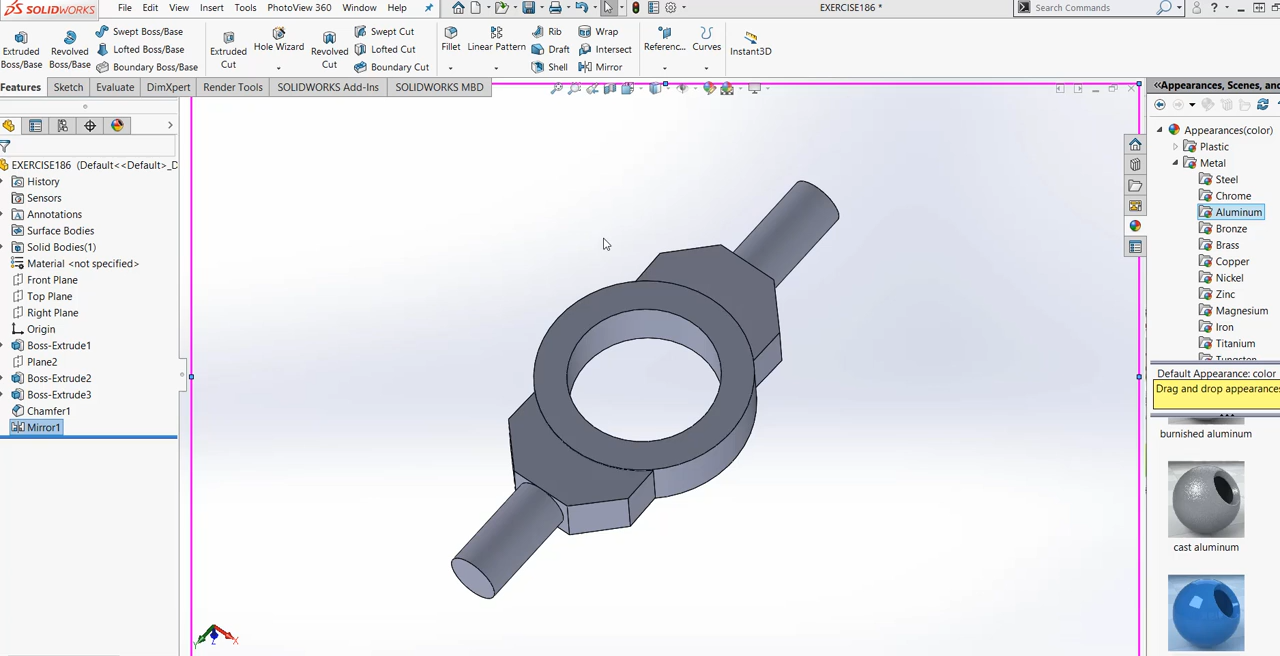 SOLIDWORKS File Edit View Insert Tools PhotoView 360 Window Help EXERCISE186 * Search Commands ?
Extruded Boss/Base Revolved Boss/Base Swept Boss/Base Lofted Boss/Base Boundary Boss/Base Extruded Cut Hole Wizard Revolved Cut Swept Cut Lofted Cut Boundary Cut Fillet Linear Pattern Rib Draft Shell Wrap Intersect Mirror Referenc... Curves Instant3D
Features Sketch Evaluate DimXpert Render Tools SOLIDWORKS Add-Ins SOLIDWORKS MBD
EXERCISE186 (Default<<Default>_D
History
Sensors
Annotations
Surface Bodies
Solid Bodies(1)
Material <not specified>
Front Plane
Top Plane
Right Plane
Origin
Boss-Extrude1
Plane2
Boss-Extrude2
Boss-Extrude3
Chamfer1
Mirror1
X
Y
Z
<<Appearances, Scenes, and
Appearances(color)
Plastic
Metal
Steel
Chrome
Aluminum
Bronze
Brass
Copper
Nickel
Zinc
Magnesium
Iron
Titanium
Tungsten
Default Appearance: color
Drag and drop appearances
burnished aluminum
cast aluminum